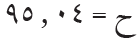 ح = ٩٥,٠٤